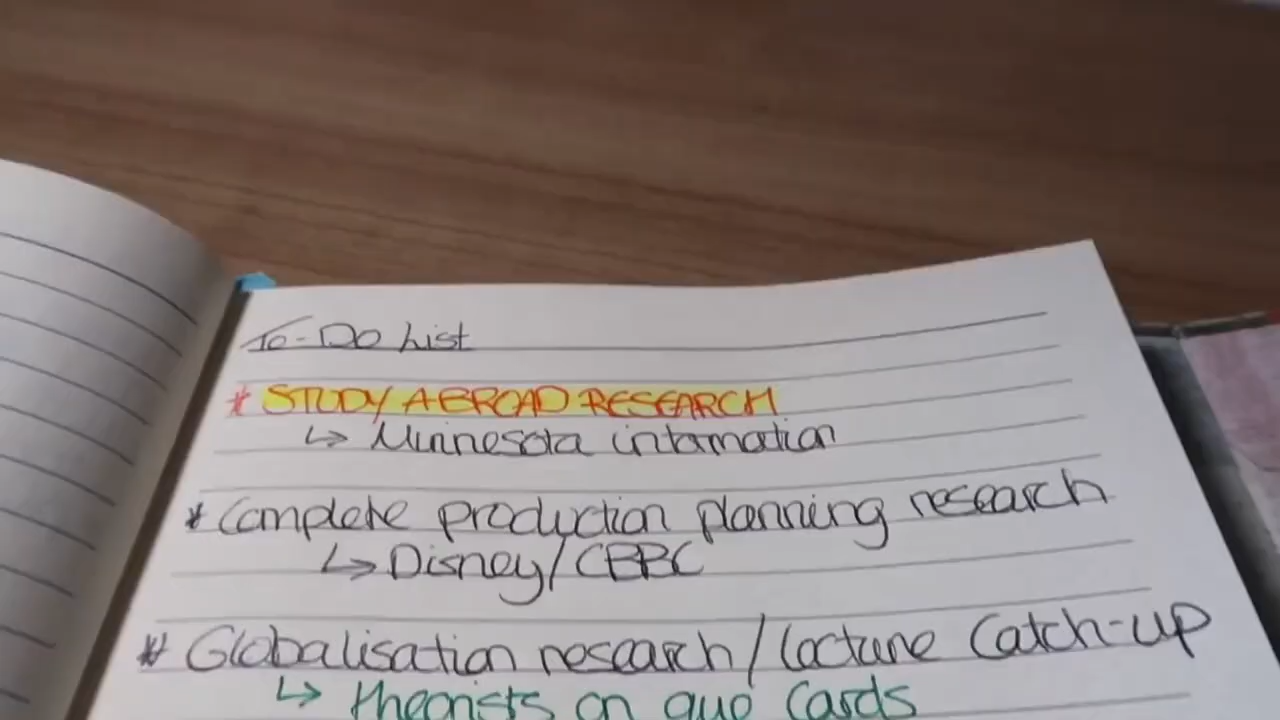 To-Do List
* STUDY ABROAD RESEARCH
↳ Minnesota information
* Complete production planning research
↳ Disney/CBBC
* Globalisation research/lecture catch-up
↳ theorists on que cards